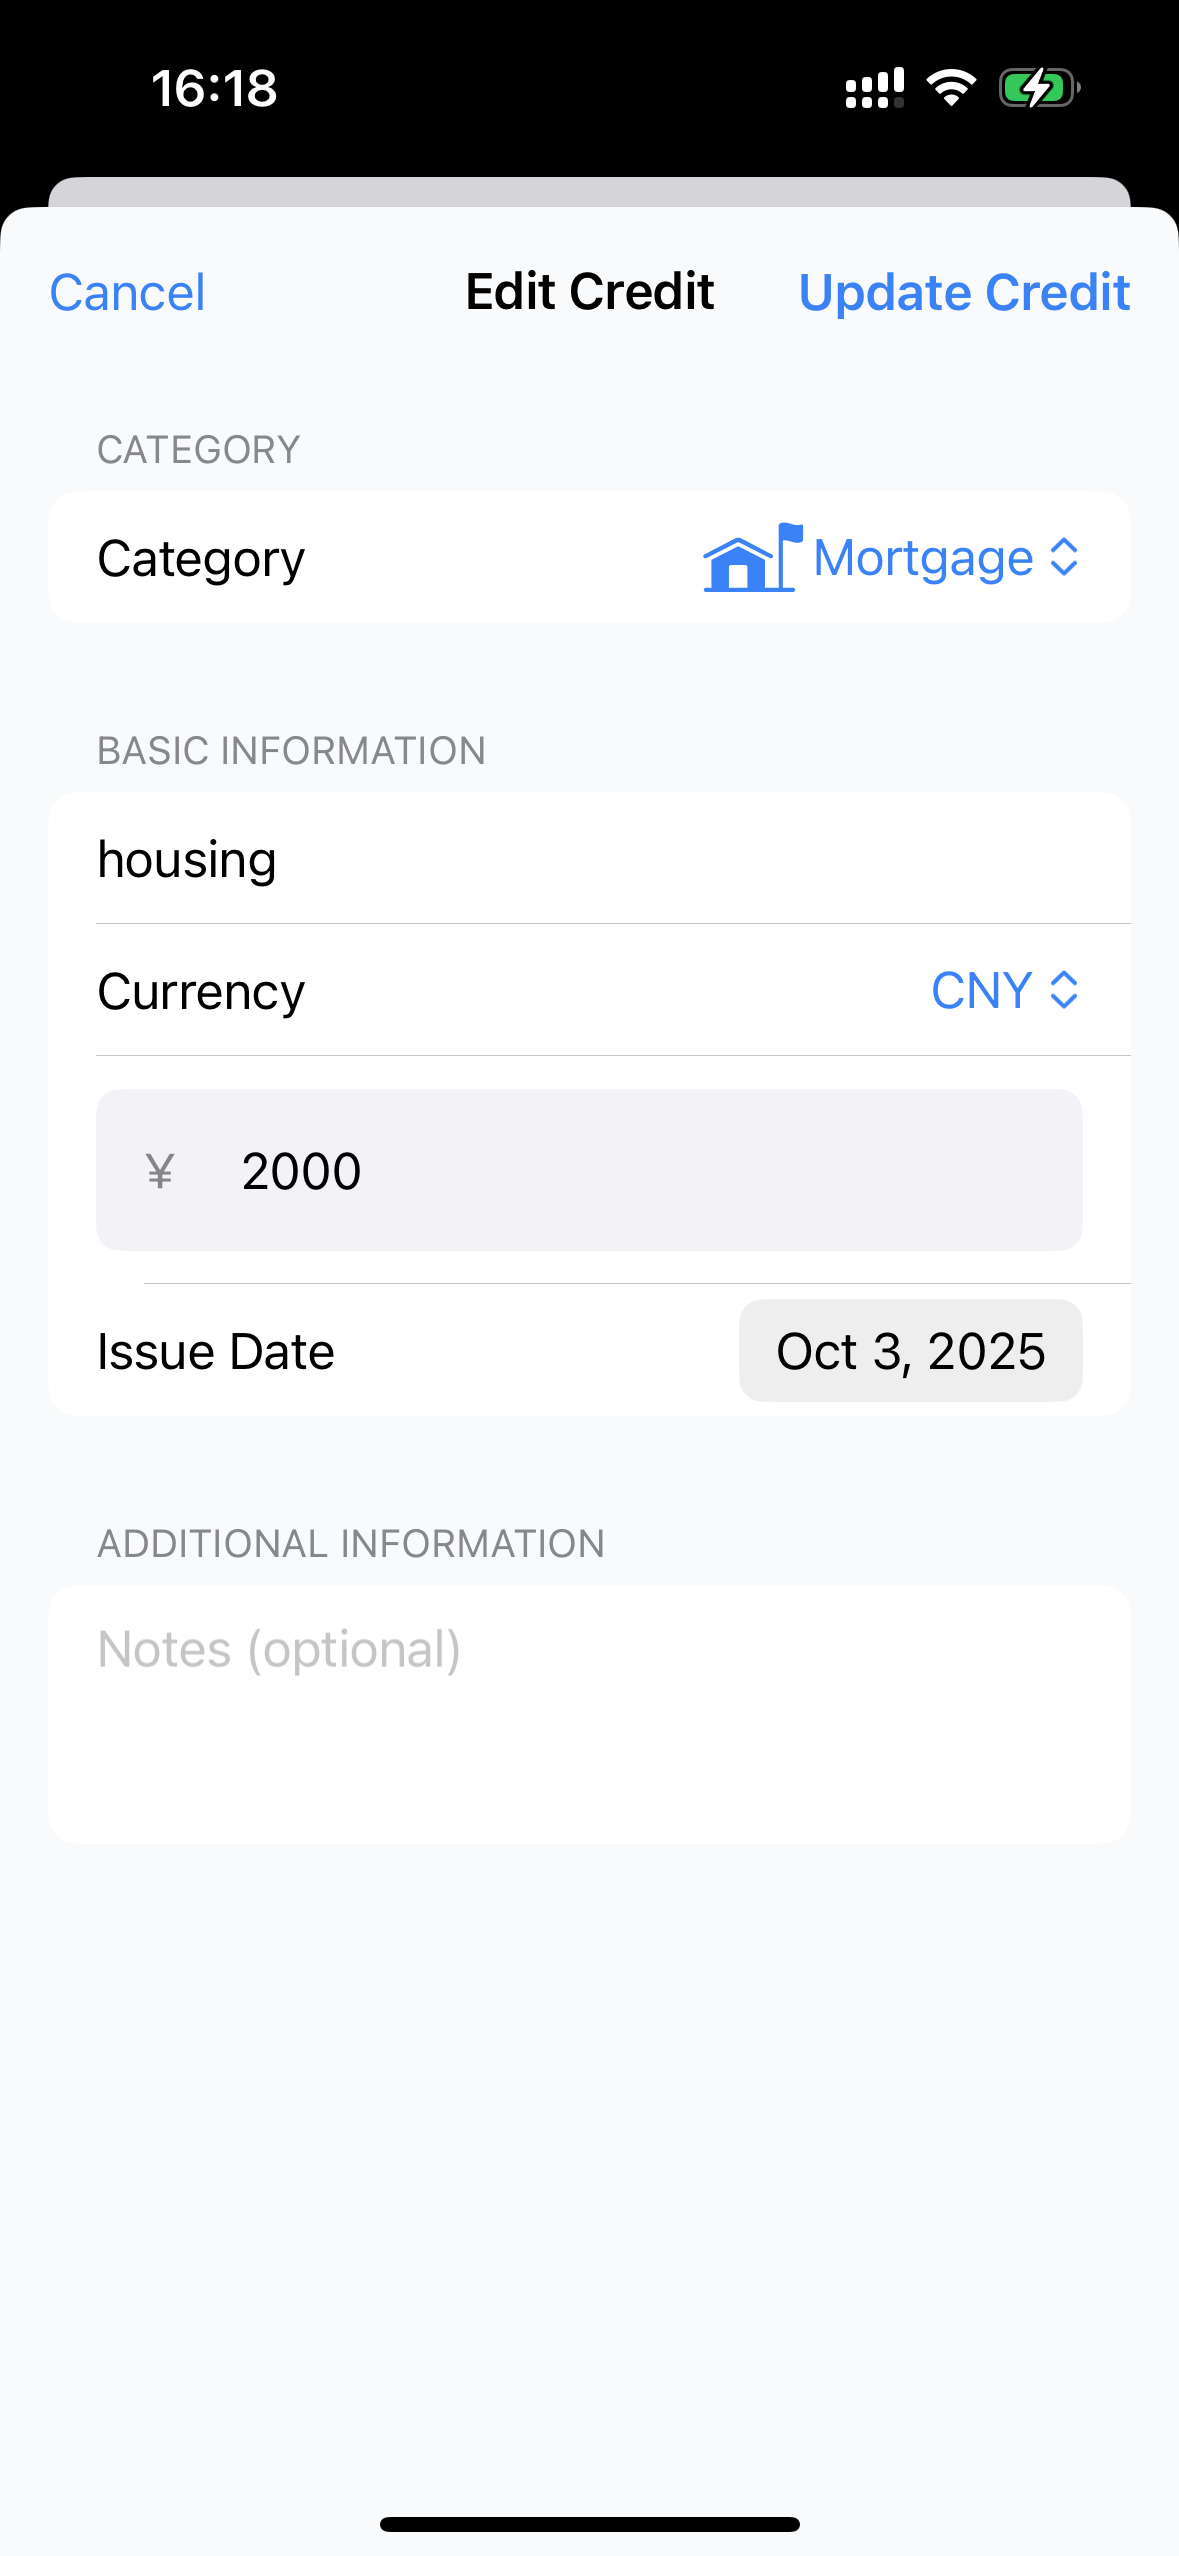 16:18
Cancel Edit Credit Update Credit
CATEGORY
Category Mortgage
BASIC INFORMATION
housing
Currency CNY
¥ 2000
Issue Date Oct 3, 2025
ADDITIONAL INFORMATION
Notes (optional)